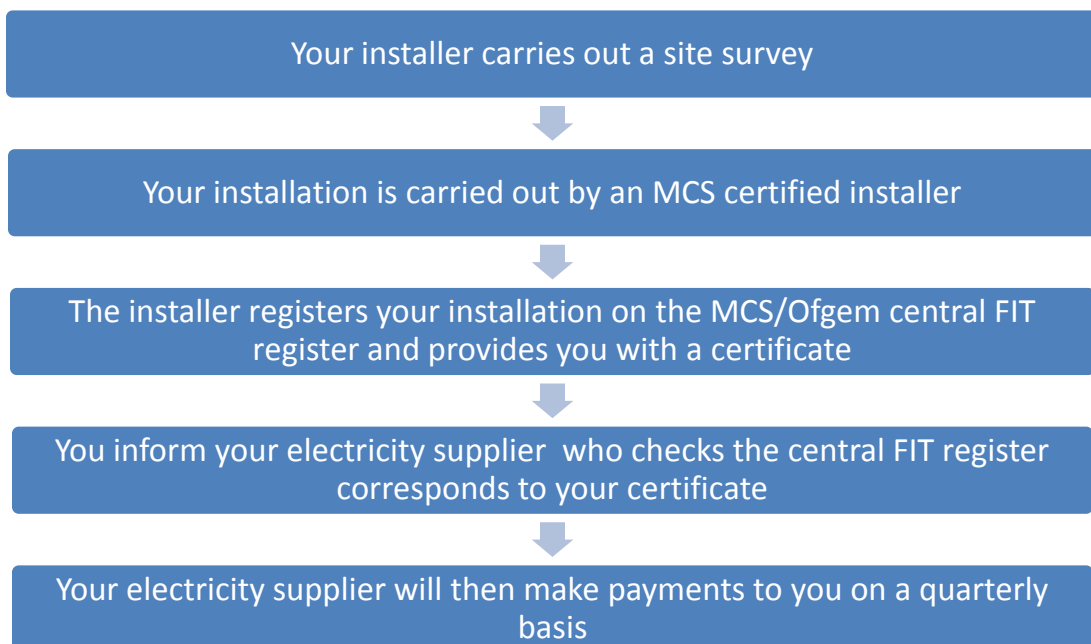 Your installer carries out a site survey
Your installation is carried out by an MCS certified installer
The installer registers your installation on the MCS/Ofgem central FIT
register and provides you with a certificate
You inform your electricity supplier  who checks the central FIT register
corresponds to your certificate
Your electricity supplier will then make payments to you on a quarterly
basis